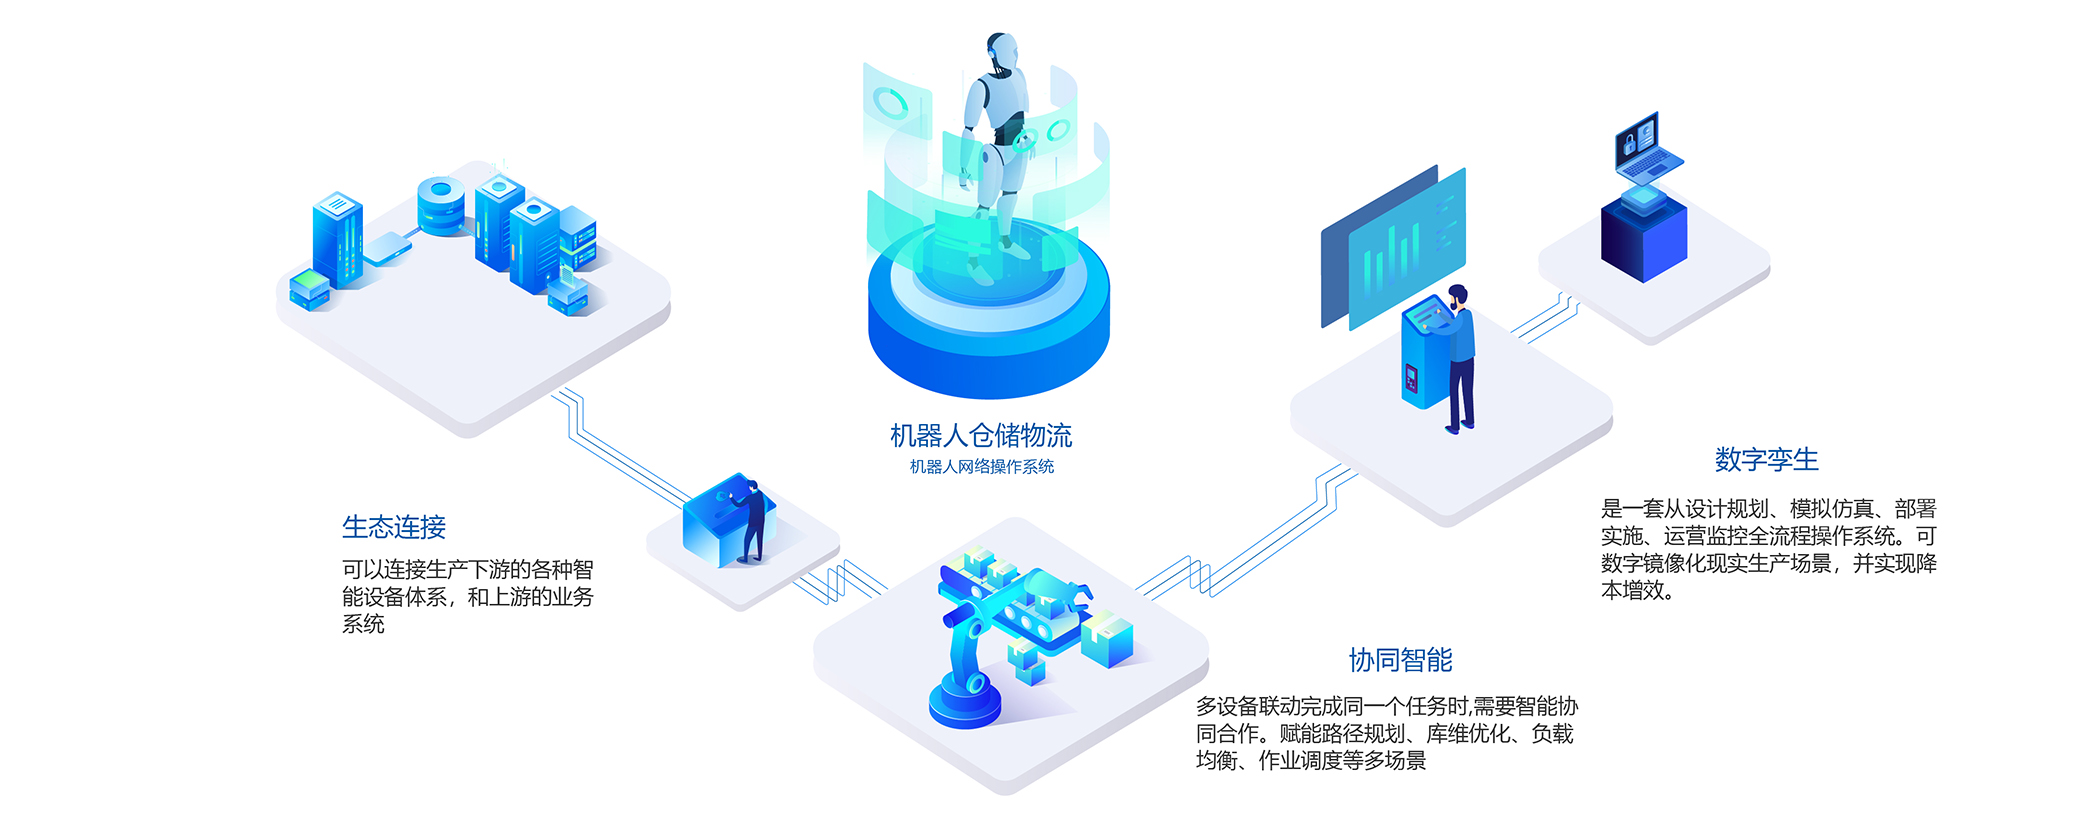 机器人仓储物流
机器人网络操作系统
生态连接
可以连接生产下游的各种智
能设备体系，和上游的业务
系统
数字孪生
是一套从设计规划、模拟仿真、部署
实施、运营监控全流程操作系统。可
数字镜像化现实生产场景，并实现降
本增效。
协同智能
多设备联动完成同一个任务时,需要智能协
同合作。赋能路径规划、库维优化、负载
均衡、作业调度等多场景